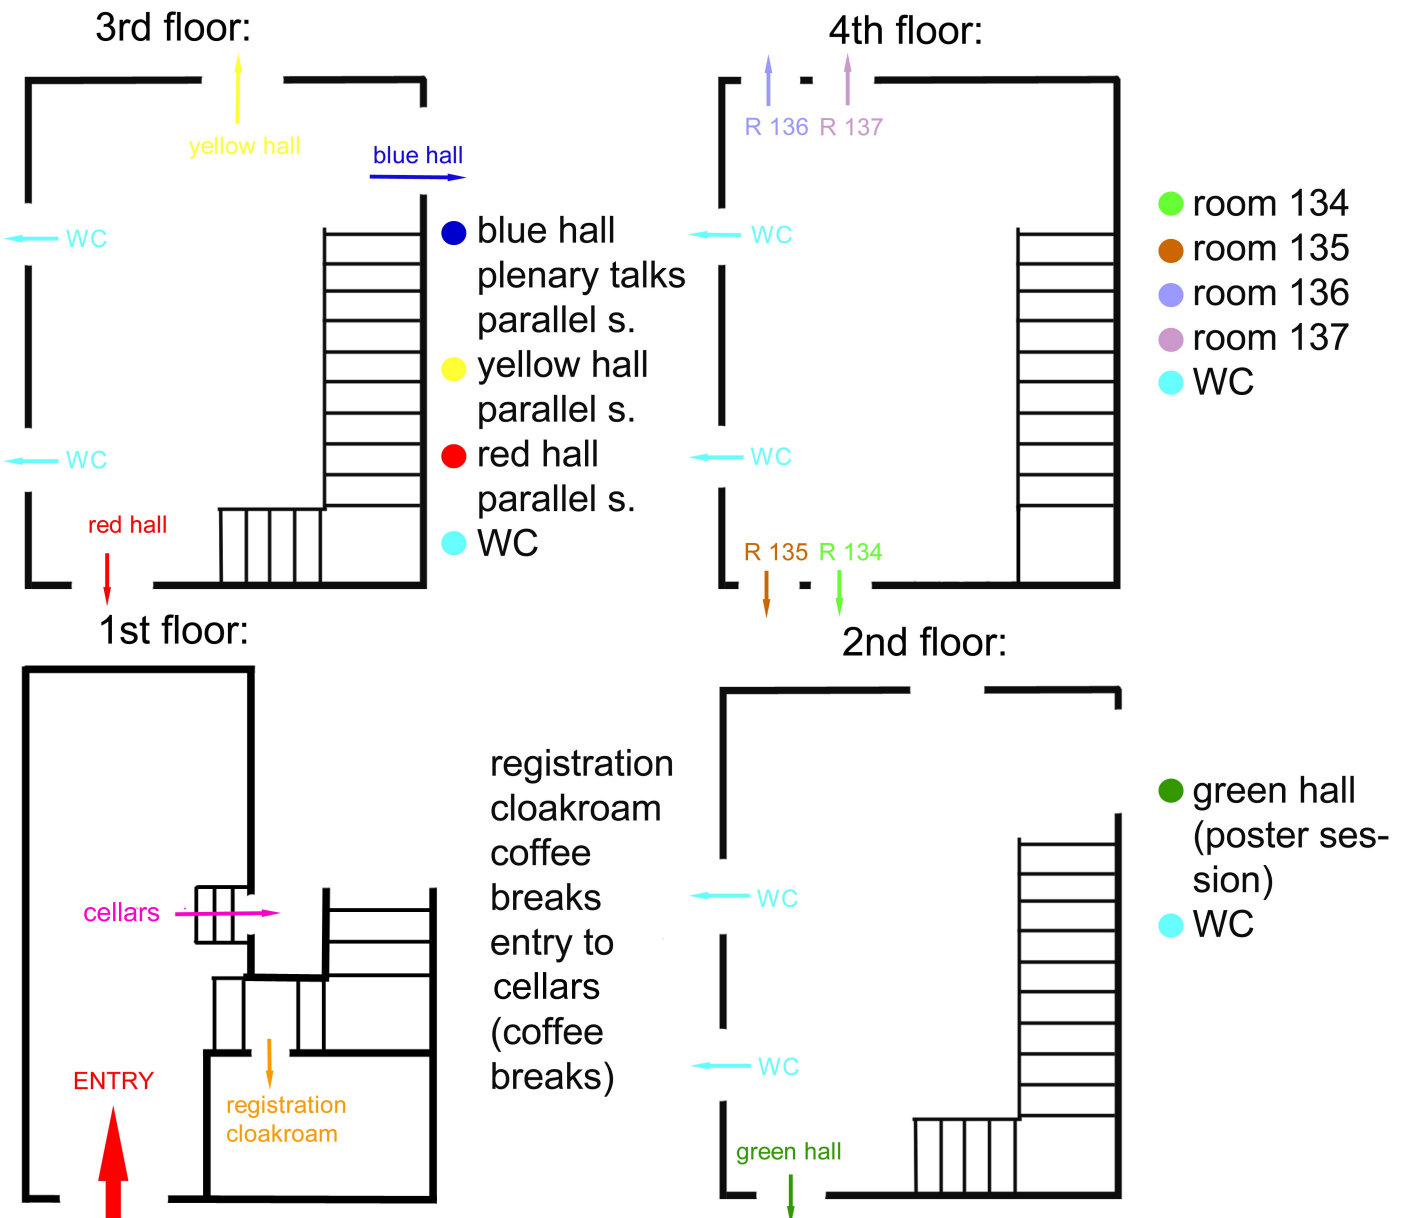 3rd floor:
yellow hall
blue hall
WC
WC
red hall
blue hall
plenary talks
parallel s.
yellow hall
parallel s.
red hall
parallel s.
WC
4th floor:
R 136 R 137
WC
WC
R 135 R 134
room 134
room 135
room 136
room 137
WC
1st floor:
cellars
ENTRY
registration
cloakroam
registration
cloakroam
coffee
breaks
entry to
cellars
(coffee
breaks)
2nd floor:
WC
WC
green hall
green hall
(poster ses-
sion)
WC